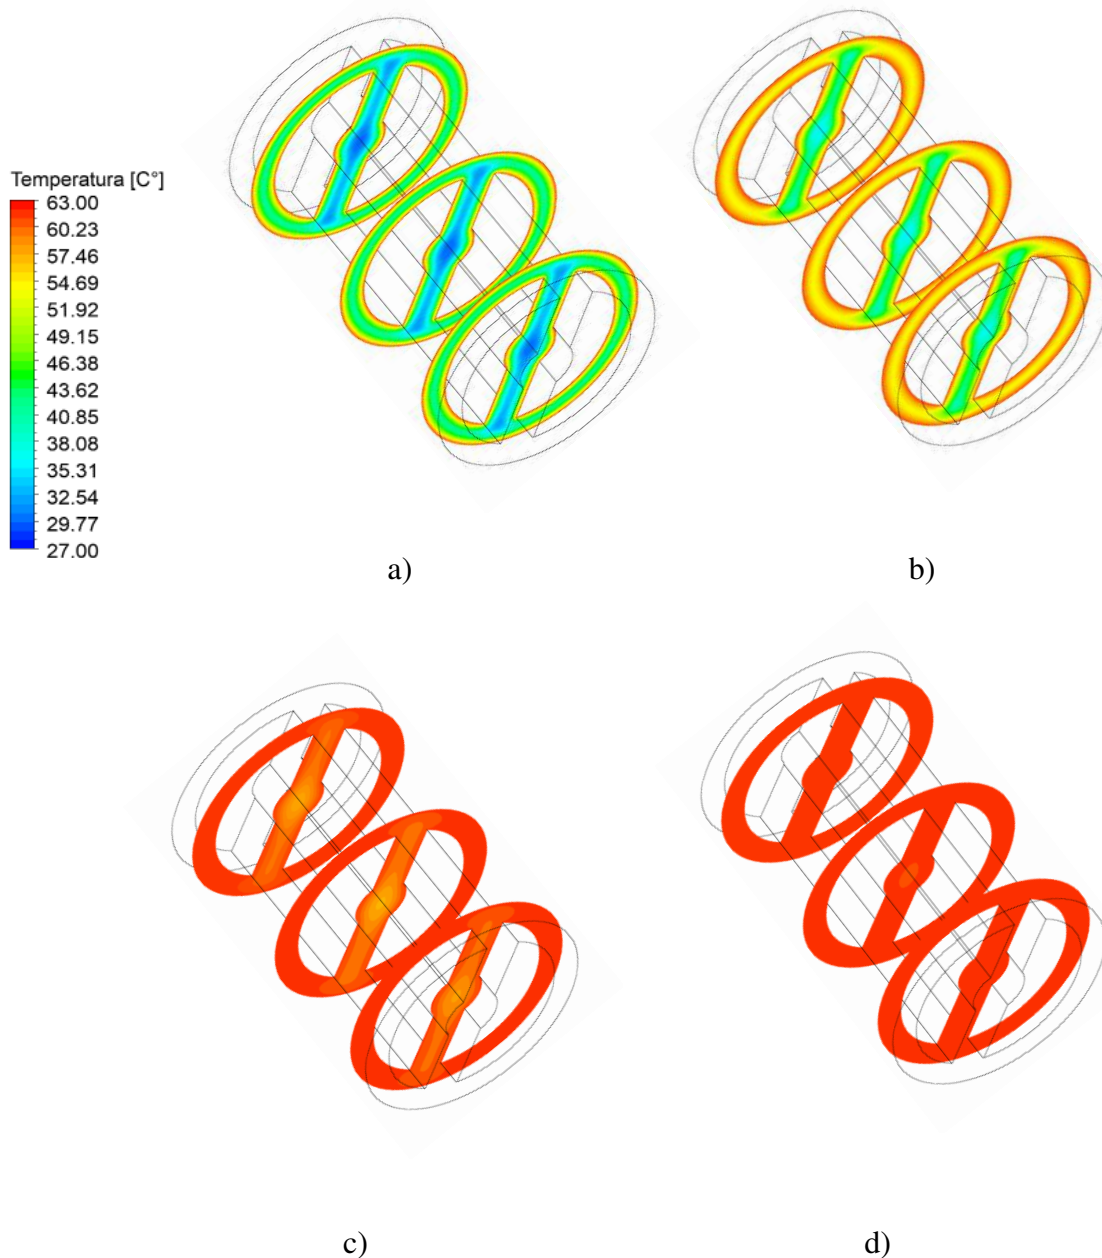 Temperatura [C°]
63.00
60.23
57.46
54.69
51.92
49.15
46.38
43.62
40.85
38.08
35.31
32.54
29.77
27.00
a)
b)
c)
d)